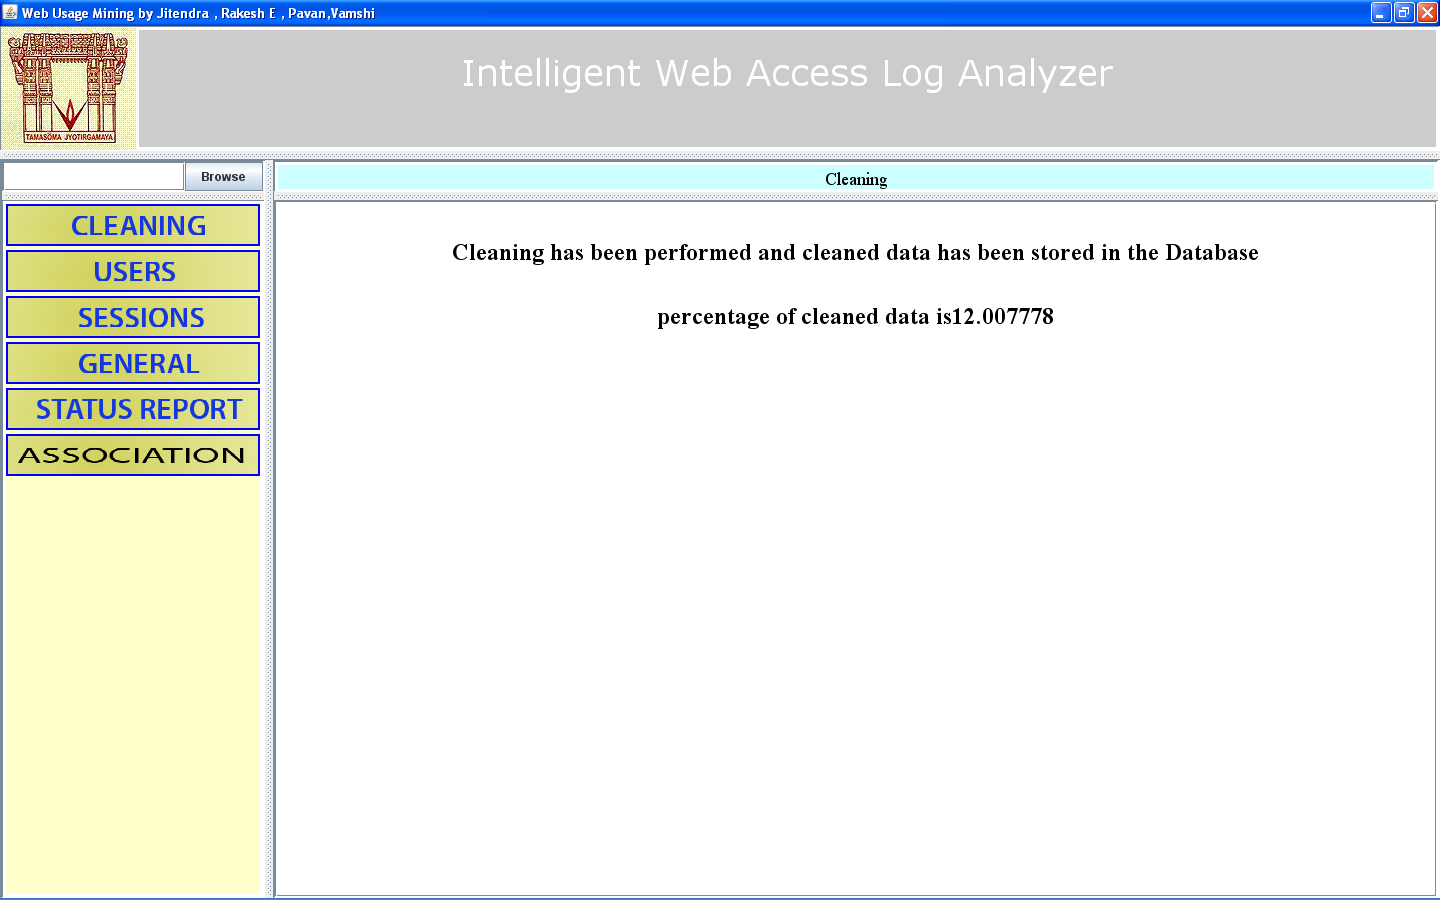 Web Usage Mining by Jitendra , Rakesh E , Pavan,Vamshi
TAMASOMA JYOTIRGAMAYA
Intelligent Web Access Log Analyzer
Browse
Cleaning
CLEANING
USERS
SESSIONS
GENERAL
STATUS REPORT
ASSOCIATION
Cleaning has been performed and cleaned data has been stored in the Database
percentage of cleaned data is12.007778